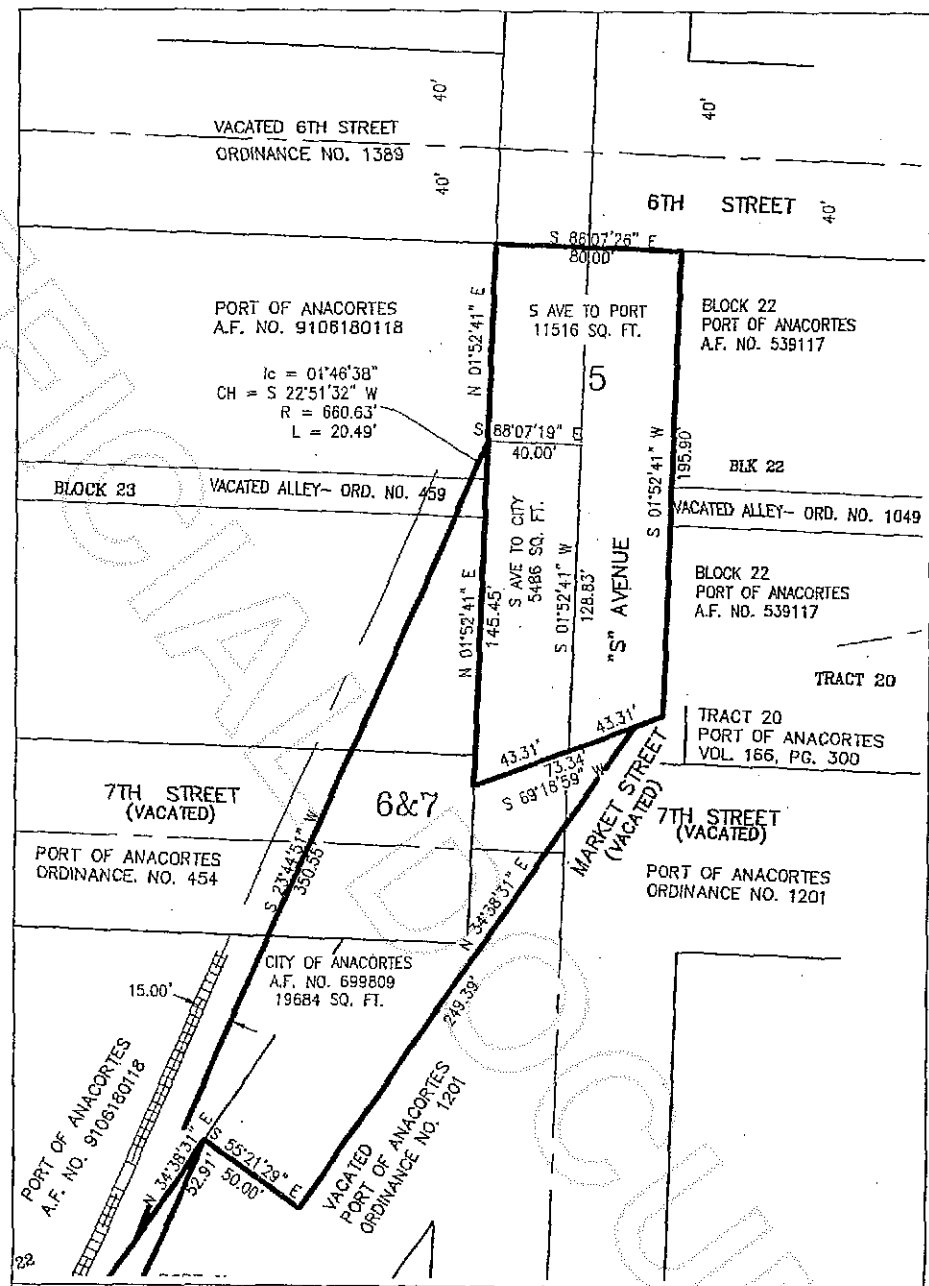 40'
40'
VACATED 6TH STREET
ORDINANCE NO. 1389
40'
6TH STREET
40'
S 88°07'26" E
80.00'
PORT OF ANACORTES
A.F. NO. 9106180118
N 01°52'41" E
S AVE TO PORT
11516 SQ. FT.
BLOCK 22
PORT OF ANACORTES
A.F. NO. 539117
lc = 01°46'38"
CH = S 22°51'32" W
R = 660.63'
L = 20.49'
5
S 88°07'19" E
40.00'
S 01°52'41" W
195.90'
BLK 22
BLOCK 23
VACATED ALLEY- ORD. NO. 459
VACATED ALLEY- ORD. NO. 1049
S AVE TO CITY
5486 SQ. FT.
N 01°52'41" E
145.45'
S 01°52'41" W
128.83'
"S" AVENUE
BLOCK 22
PORT OF ANACORTES
A.F. NO. 539117
TRACT 20
43.31'
43.31'
73.34'
S 69°18'59" W
TRACT 20
PORT OF ANACORTES
VOL. 166, PG. 300
7TH STREET
(VACATED)
6&7
MARKET STREET
(VACATED)
7TH STREET
(VACATED)
PORT OF ANACORTES
ORDINANCE. NO. 454
S 23°44'51" W
350.55'
PORT OF ANACORTES
ORDINANCE NO. 1201
N 34°38'31" E
249.39'
CITY OF ANACORTES
A.F. NO. 699809
19684 SQ. FT.
15.00'
PORT OF ANACORTES
A.F. NO. 9106180118
N 34°38'31" E
52.91'
S 55°21'29" E
50.00'
VACATED
PORT OF ANACORTES
ORDINANCE NO. 1201
22